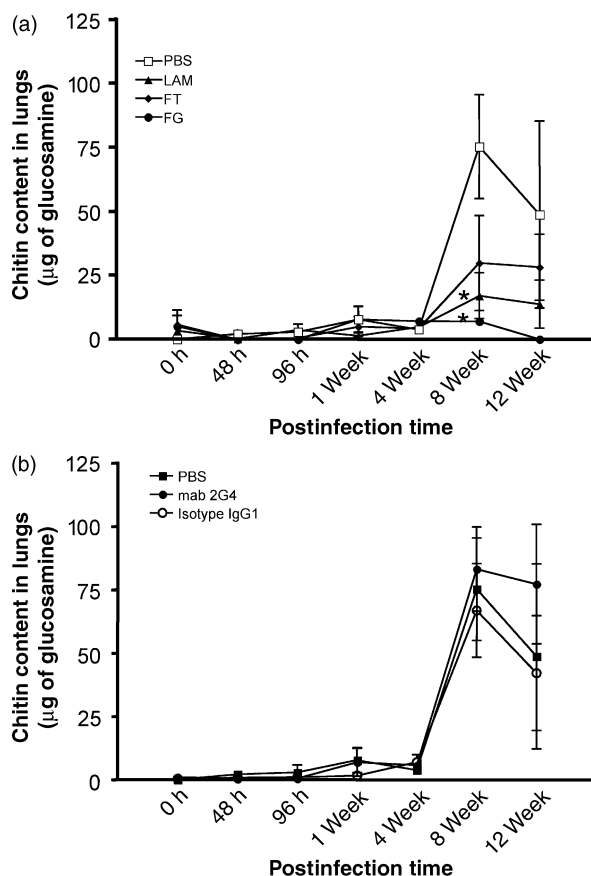 (a)
125
100
75
50
25
0
Chitin content in lungs
(µg of glucosamine)
PBS
LAM
FT
FG
*
*
0 h
48 h
96 h
1 Week
4 Week
8 Week
12 Week
Postinfection time
(b)
125
100
75
50
25
0
Chitin content in lungs
(µg of glucosamine)
PBS
mab 2G4
Isotype IgG1
0 h
48 h
96 h
1 Week
4 Week
8 Week
12 Week
Postinfection time